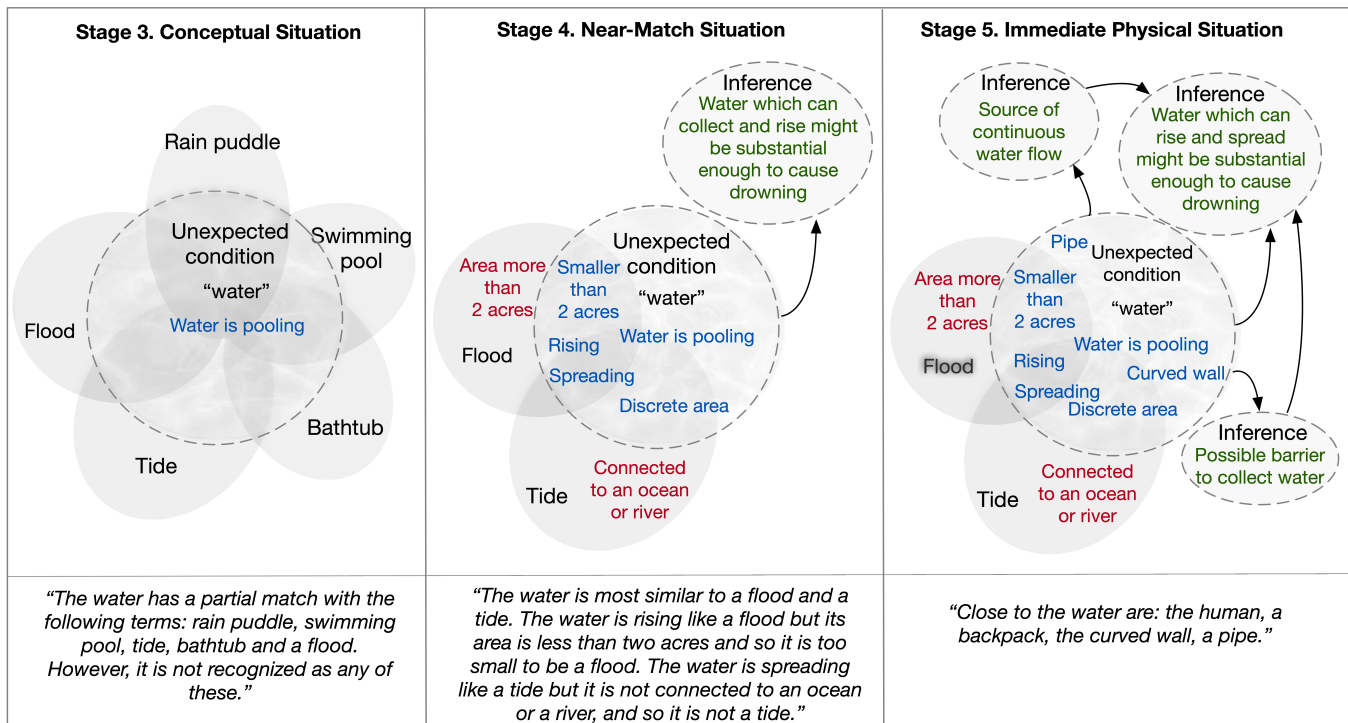 Stage 3. Conceptual Situation
Rain puddle
Unexpected
condition
“water”
Water is pooling
Swimming
pool
Flood
Bathtub
Tide
“The water has a partial match with the
following terms: rain puddle, swimming
pool, tide, bathtub and a flood.
However, it is not recognized as any of
these.”
Stage 4. Near-Match Situation
Inference
Water which can
collect and rise might
be substantial
enough to cause
drowning
Unexpected
condition
“water”
Area more
than
2 acres
Smaller
than
2 acres
Water is pooling
Flood
Rising
Spreading
Discrete area
Tide
Connected
to an ocean
or river
“The water is most similar to a flood and a
tide. The water is rising like a flood but its
area is less than two acres and so it is too
small to be a flood. The water is spreading
like a tide but it is not connected to an ocean
or a river, and so it is not a tide.”
Stage 5. Immediate Physical Situation
Inference
Source of
continuous
water flow
Inference
Water which can
rise and spread
might be substantial
enough to cause
drowning
Pipe
Unexpected
condition
“water”
Area more
than
2 acres
Smaller
than
2 acres
Water is pooling
Flood
Rising
Curved wall
Spreading
Discrete area
Inference
Possible barrier
to collect water
Tide
Connected
to an ocean
or river
“Close to the water are: the human, a
backpack, the curved wall, a pipe.”